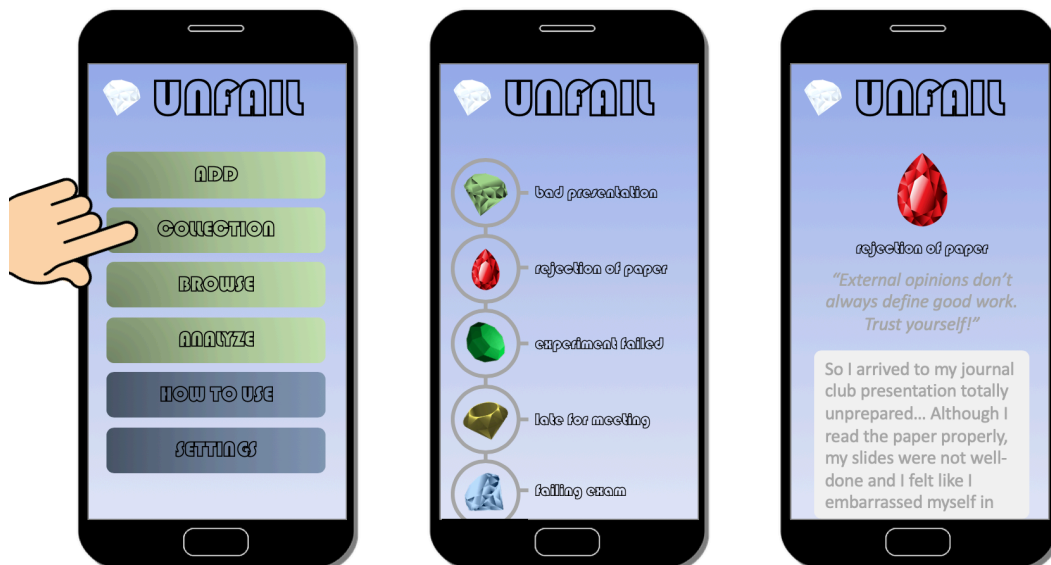 UNFAIL
ADD
COLLECTION
BROWSE
ANALYZE
HOW TO USE
SETTINGS
UNFAIL
bad presentation
rejection of paper
experiment failed
late for meeting
failing exam
UNFAIL
rejection of paper
“External opinions don’t
always define good work.
Trust yourself!”
So I arrived to my journal
club presentation totally
unprepared... Although I
read the paper properly,
my slides were not well-
done and I felt like I
embarrassed myself in